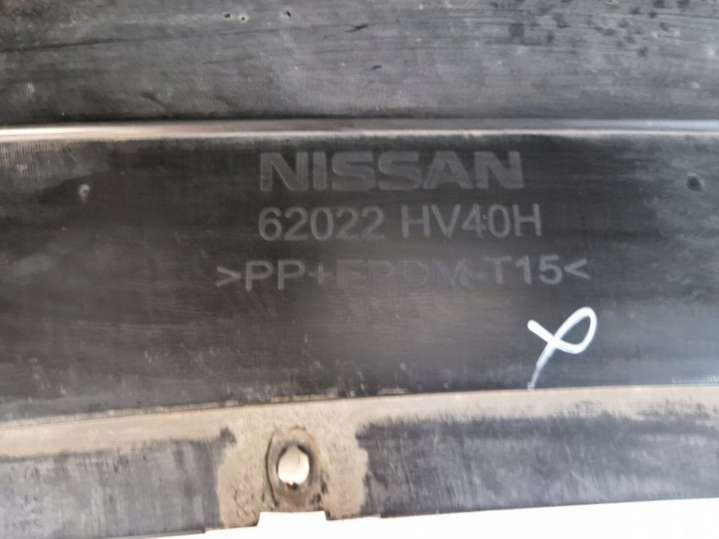 NISSAN
62022 HV40H
>PP+EPDM-T15<